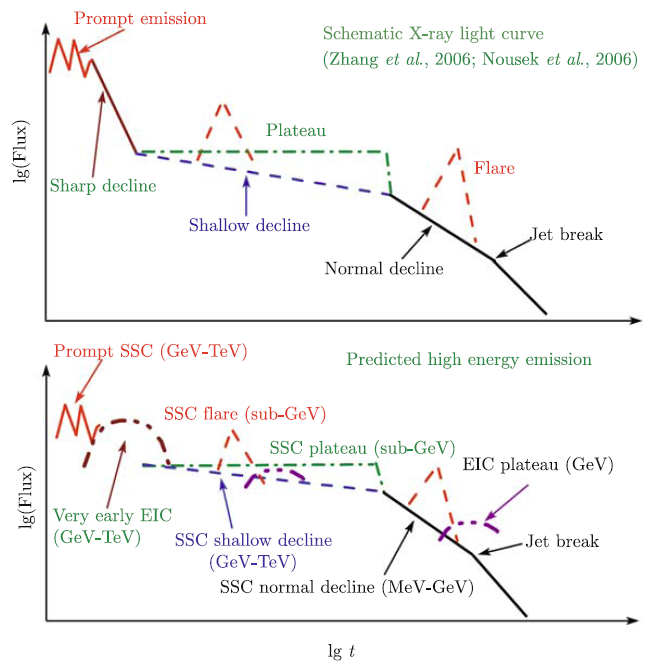 Prompt emission
Schematic X-ray light curve
(Zhang et al., 2006; Nousek et al., 2006)
lg(Flux)
Plateau
Flare
Sharp decline
Shallow decline
Jet break
Normal decline
Prompt SSC (GeV-TeV)
Predicted high energy emission
SSC flare (sub-GeV)
SSC plateau (sub-GeV)
EIC plateau (GeV)
lg(Flux)
Very early EIC
(GeV-TeV)
SSC shallow decline
(GeV-TeV)
Jet break
SSC normal decline (MeV-GeV)
lg t